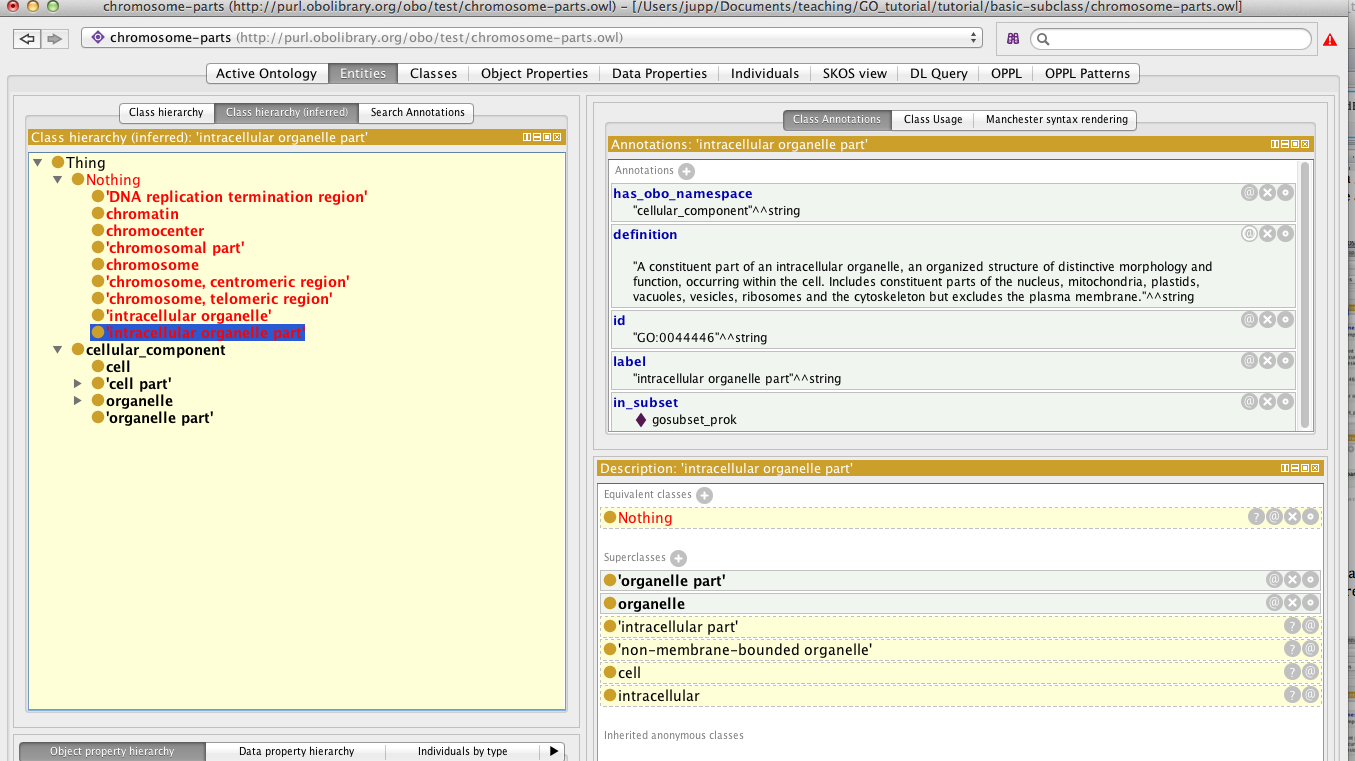 chromosome-parts (http://purl.obolibrary.org/obo/test/chromosome-parts.owl) – [/Users/jupp/Documents/teaching/GO_tutorial/tutorial/basic-subclass/chromosome-parts.owl]
chromosome-parts (http://purl.obolibrary.org/obo/test/chromosome-parts.owl)
Active Ontology Entities Classes Object Properties Data Properties Individuals SKOS view DL Query OPPL OPPL Patterns
Class hierarchy Class hierarchy (inferred) Search Annotations
Class hierarchy (inferred): 'intracellular organelle part'
Thing
Nothing
'DNA replication termination region'
chromatin
chromocenter
'chromosomal part'
chromosome
'chromosome, centromeric region'
'chromosome, telomeric region'
'intracellular organelle'
'intracellular organelle part'
cellular_component
cell
'cell part'
organelle
'organelle part'
Object property hierarchy Data property hierarchy Individuals by type
Class Annotations Class Usage Manchester syntax rendering
Annotations: 'intracellular organelle part'
Annotations
has_obo_namespace
"cellular_component"^^string
definition
"A constituent part of an intracellular organelle, an organized structure of distinctive morphology and
function, occurring within the cell. Includes constituent parts of the nucleus, mitochondria, plastids,
vacuoles, vesicles, ribosomes and the cytoskeleton but excludes the plasma membrane."^^string
id
"GO:0044446"^^string
label
"intracellular organelle part"^^string
in_subset
gosubset_prok
Description: 'intracellular organelle part'
Equivalent classes
Nothing
Superclasses
'organelle part'
organelle
'intracellular part'
'non-membrane-bounded organelle'
cell
intracellular
Inherited anonymous classes